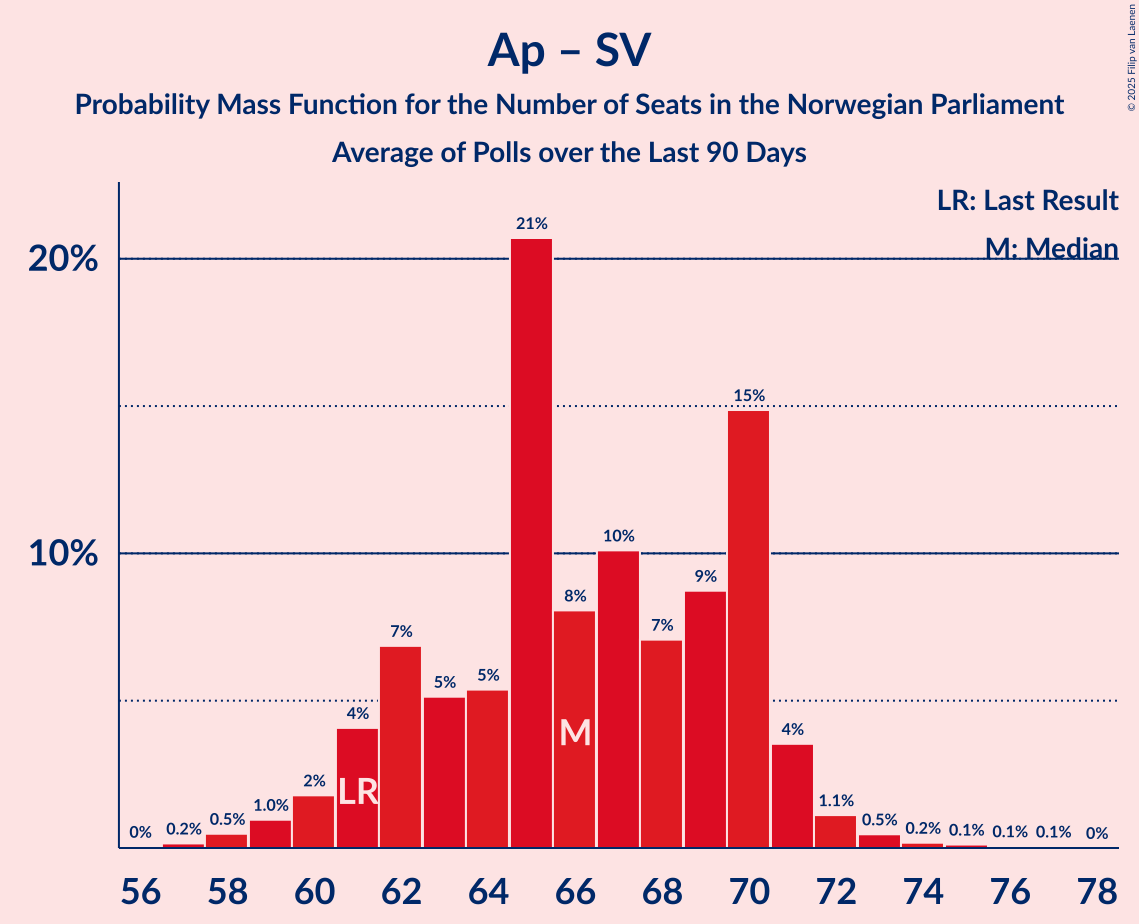 Ap – SV
Probability Mass Function for the Number of Seats in the Norwegian Parliament
Average of Polls over the Last 90 Days
© 2025 Filip van Laenen
LR: Last Result
M: Median
20%
10%
0%
0.2%
0.5%
1.0%
2%
4%
7%
5%
5%
21%
8%
10%
7%
9%
15%
4%
1.1%
0.5%
0.2%
0.1%
0.1%
0.1%
0%
LR
M
56 58 60 62 64 66 68 70 72 74 76 78